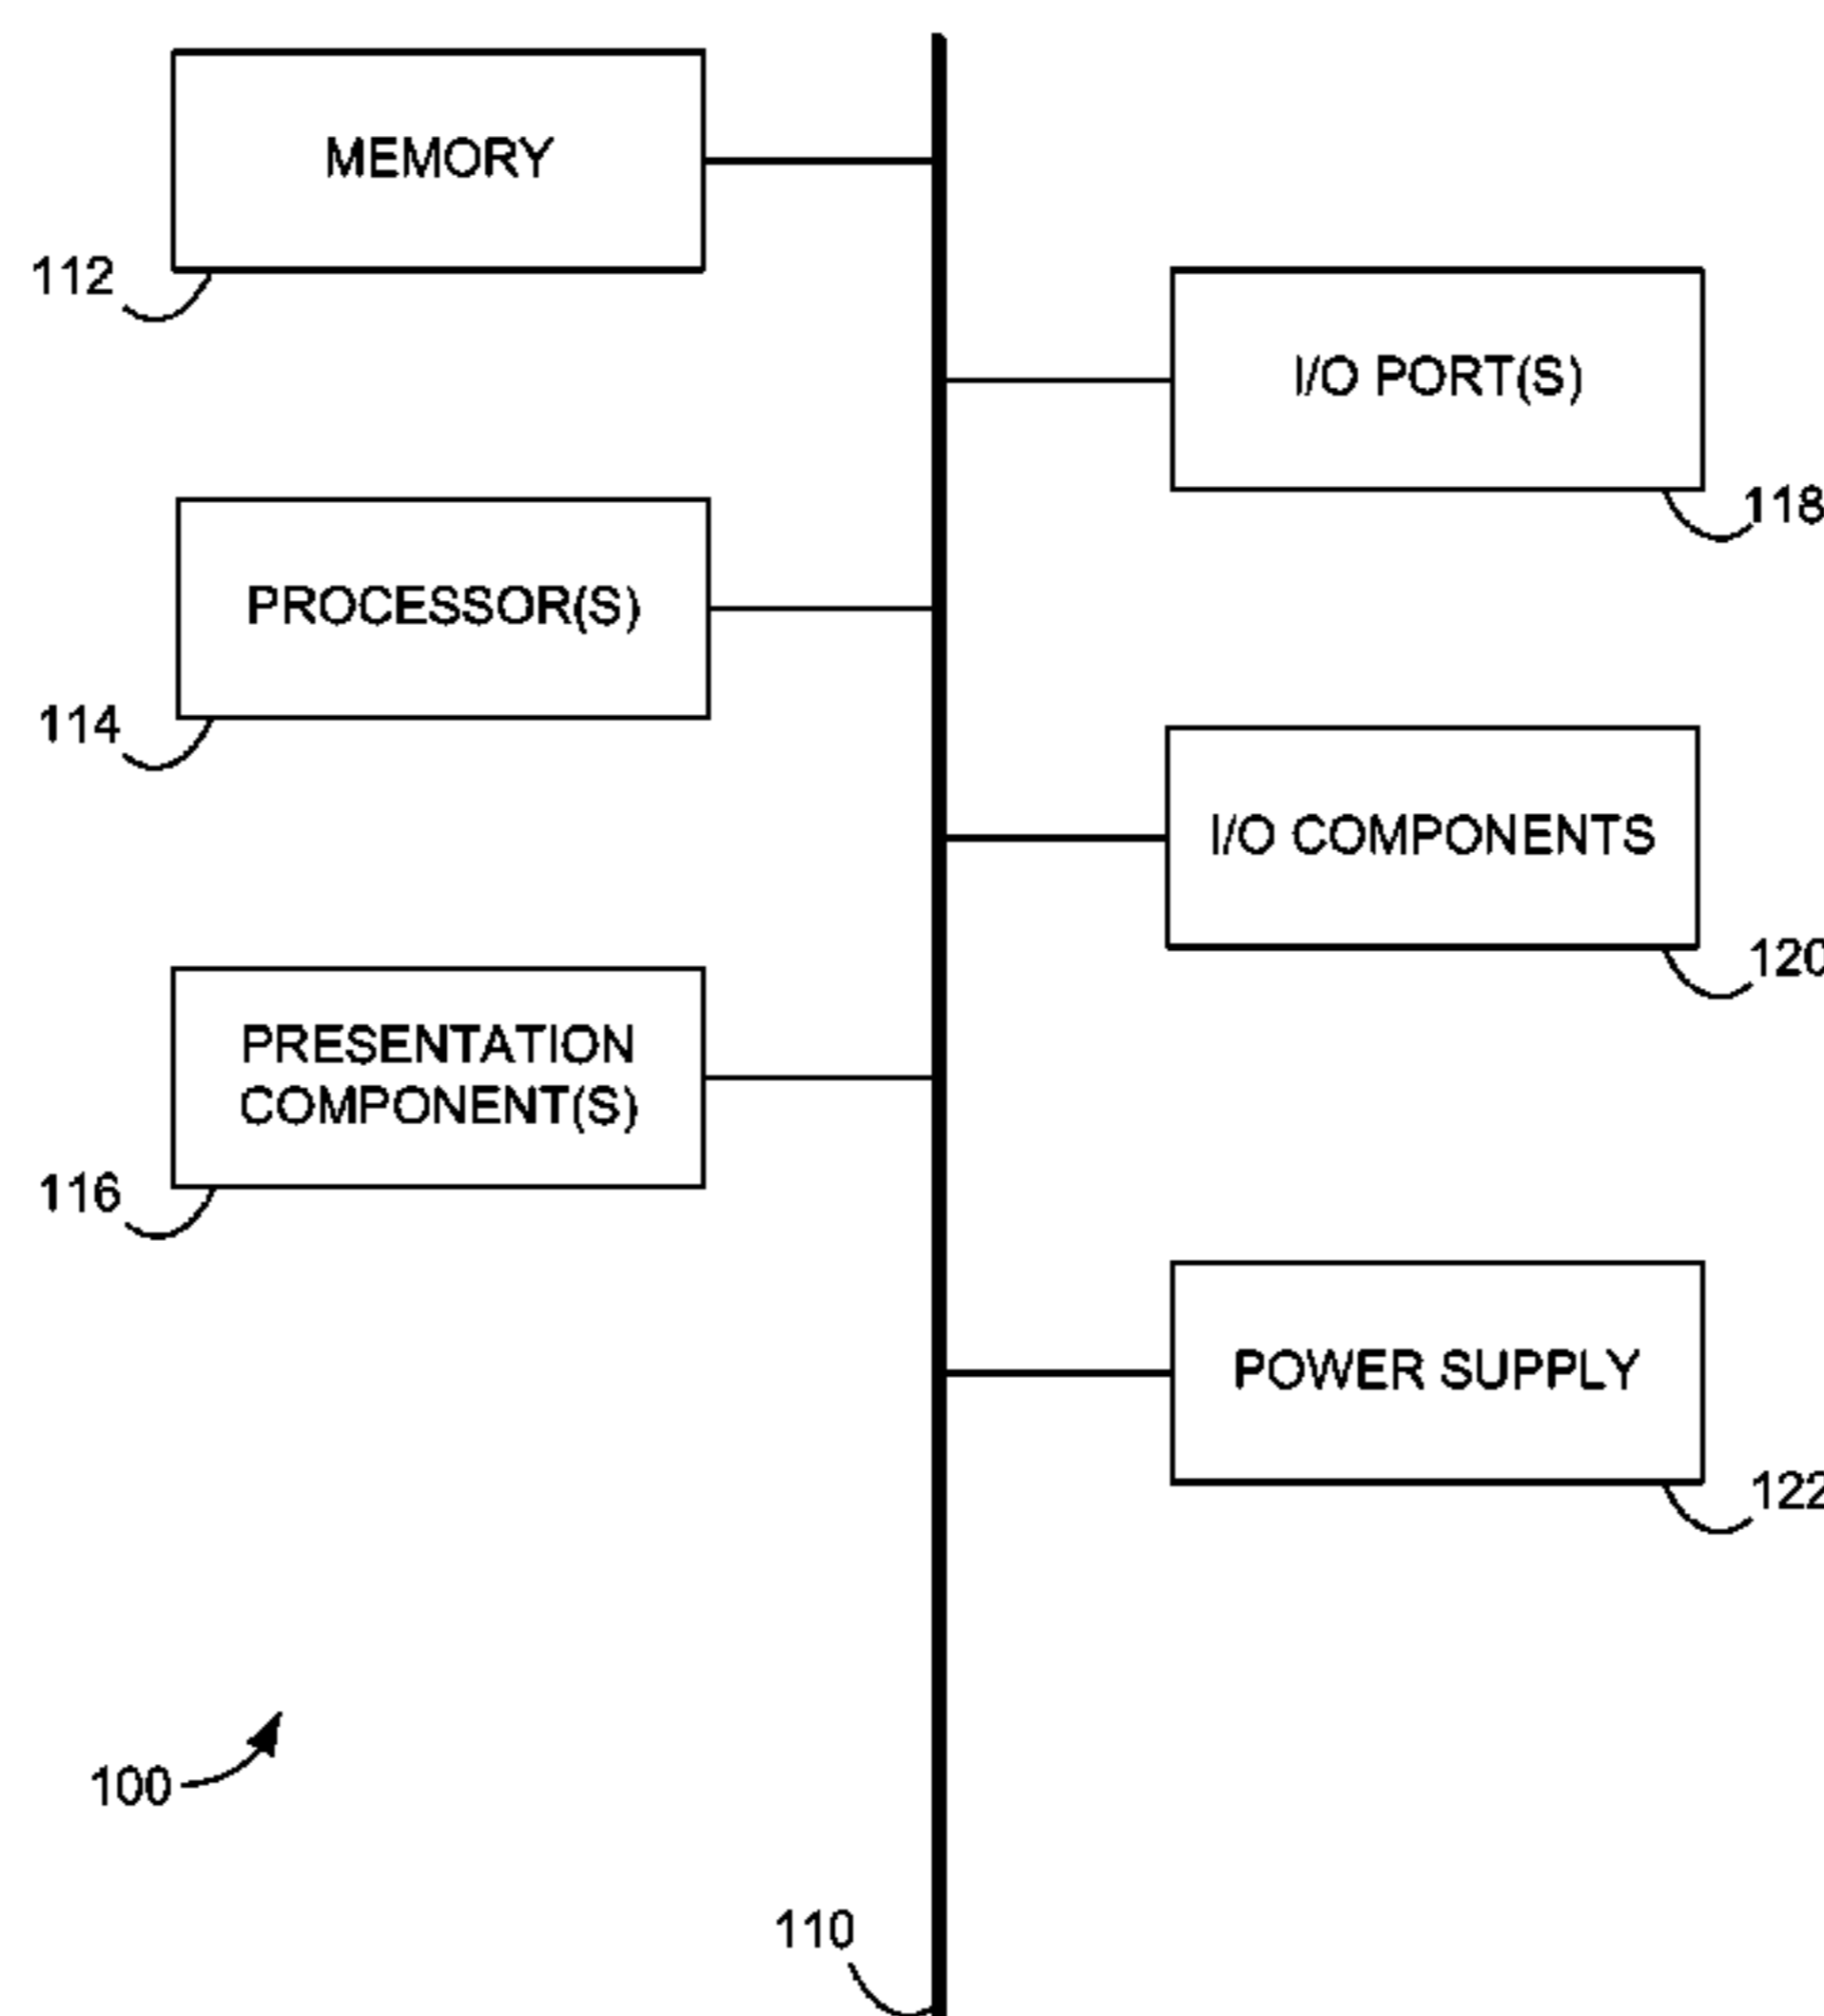 MEMORY
112
I/O PORT(S)
118
PROCESSOR(S)
114
I/O COMPONENTS
120
PRESENTATION
COMPONENT(S)
116
POWER SUPPLY
122
100
110